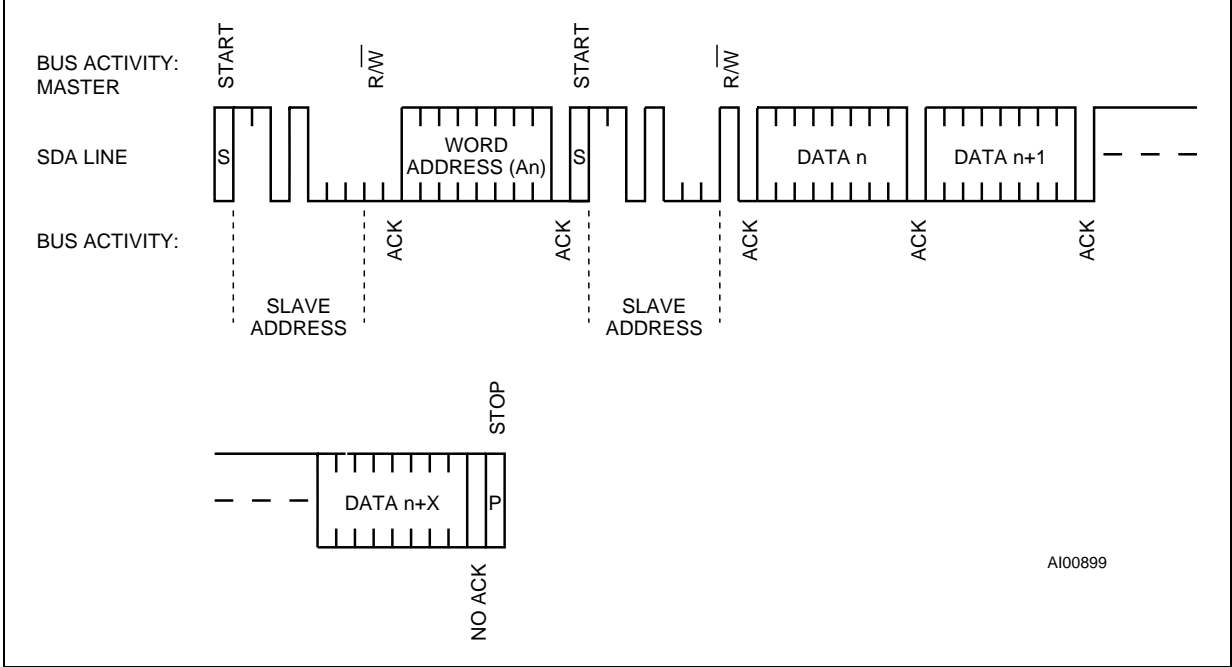 START
R/W
START
R/W
BUS ACTIVITY:
MASTER
SDA LINE
S
WORD
ADDRESS (An)
S
DATA n
DATA n+1
BUS ACTIVITY:
ACK
ACK
ACK
ACK
ACK
SLAVE
ADDRESS
SLAVE
ADDRESS
STOP
DATA n+X
P
NO ACK
AI00899